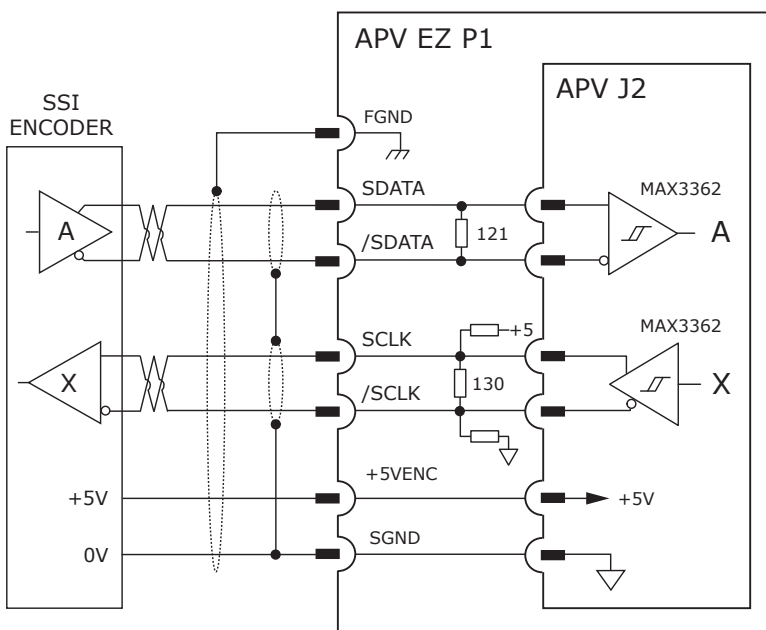 APV EZ P1
APV J2
SSI
ENCODER
FGND
SDATA
MAX3362
A
121
A
/SDATA
SCLK
+5
MAX3362
X
130
X
/SCLK
+5VENC
+5V
+5V
SGND
0V